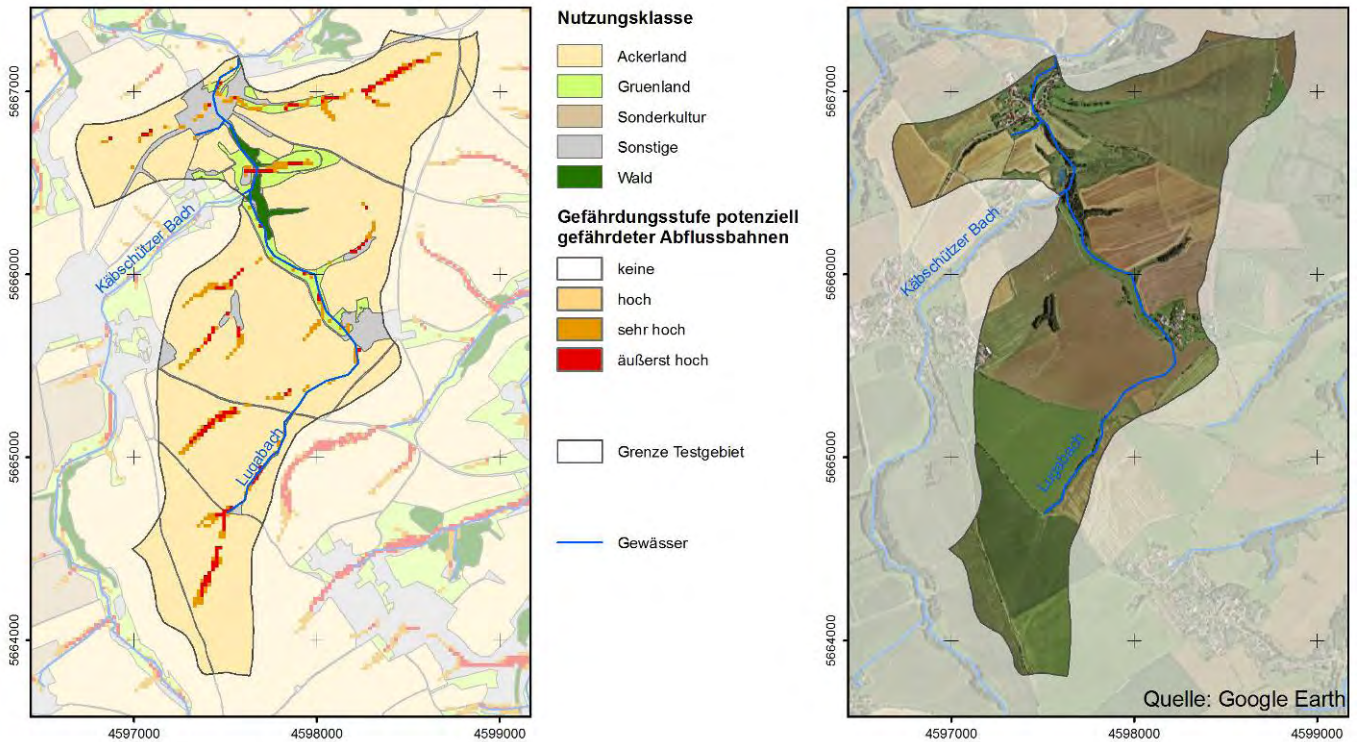 5667000
5666000
5665000
5664000
Käbschützer Bach
Lugabach
4597000
4598000
4599000
Nutzungsklasse
Ackerland
Gruenland
Sonderkultur
Sonstige
Wald
Gefährdungsstufe potenziell
gefährdeter Abflussbahnen
keine
hoch
sehr hoch
äußerst hoch
Grenze Testgebiet
Gewässer
5667000
5666000
5665000
5664000
Käbschützer Bach
Lugabach
Quelle: Google Earth
4597000
4598000
4599000